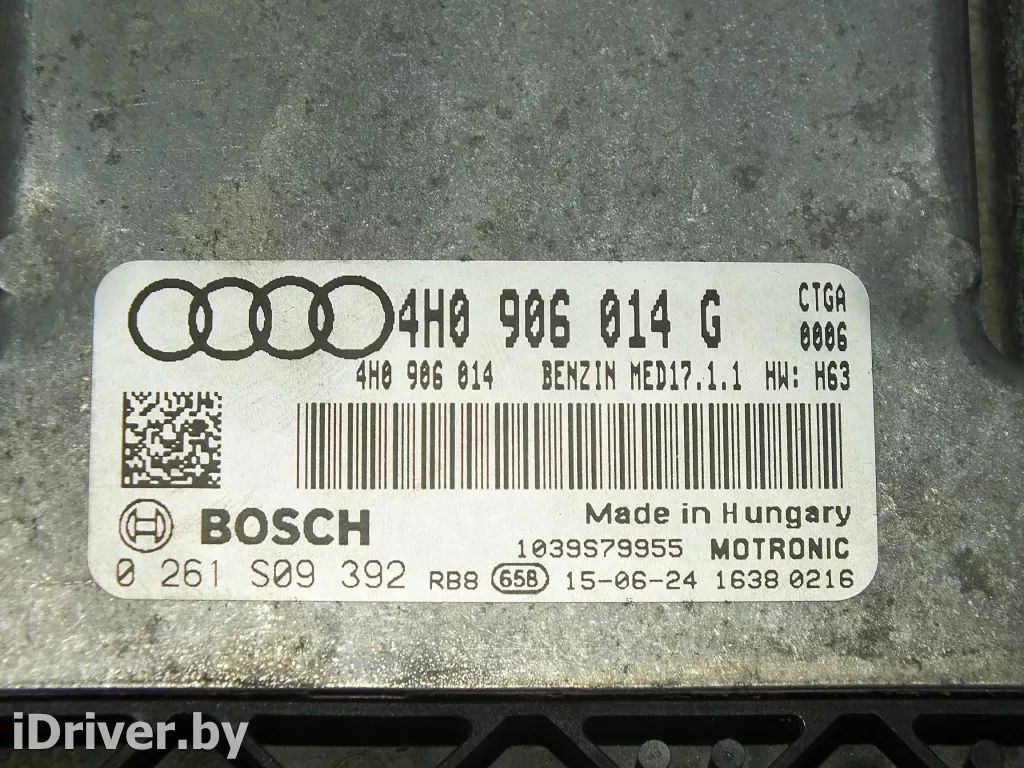 4H0 906 014 G
CTGA
0006
4H0 906 014 BENZIN MED17.1.1 HW: H63
BOSCH
Made in Hungary
1039S79955 MOTRONIC
0 261 S09 392 RB8 658 15-06-24 1638 0216
iDriver.by